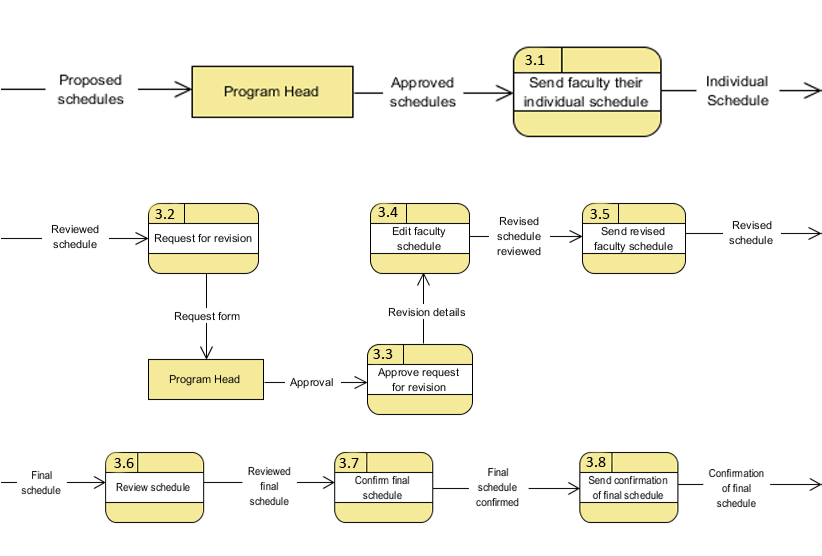 3.1
Proposed
schedules
Program Head
Approved
schedules
Send faculty their
individual schedule
Individual
Schedule
3.2
3.4
3.5
Reviewed
schedule
Request for revision
Edit faculty
schedule
Revised
schedule
reviewed
Send revised
faculty schedule
Revised
schedule
Request form
Revision details
3.3
Program Head
Approval
Approve request
for revision
3.6
3.7
3.8
Final
schedule
Review schedule
Reviewed
final
schedule
Confirm final
schedule
Final
schedule
confirmed
Send confirmation
of final schedule
Confirmation
of final
schedule